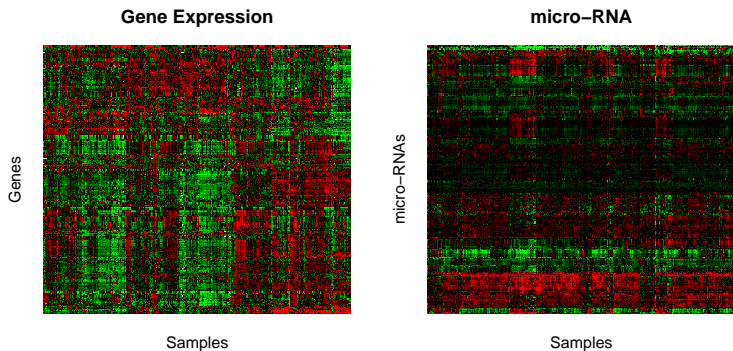 Gene Expression
micro−RNA
Genes
micro−RNAs
Samples
Samples